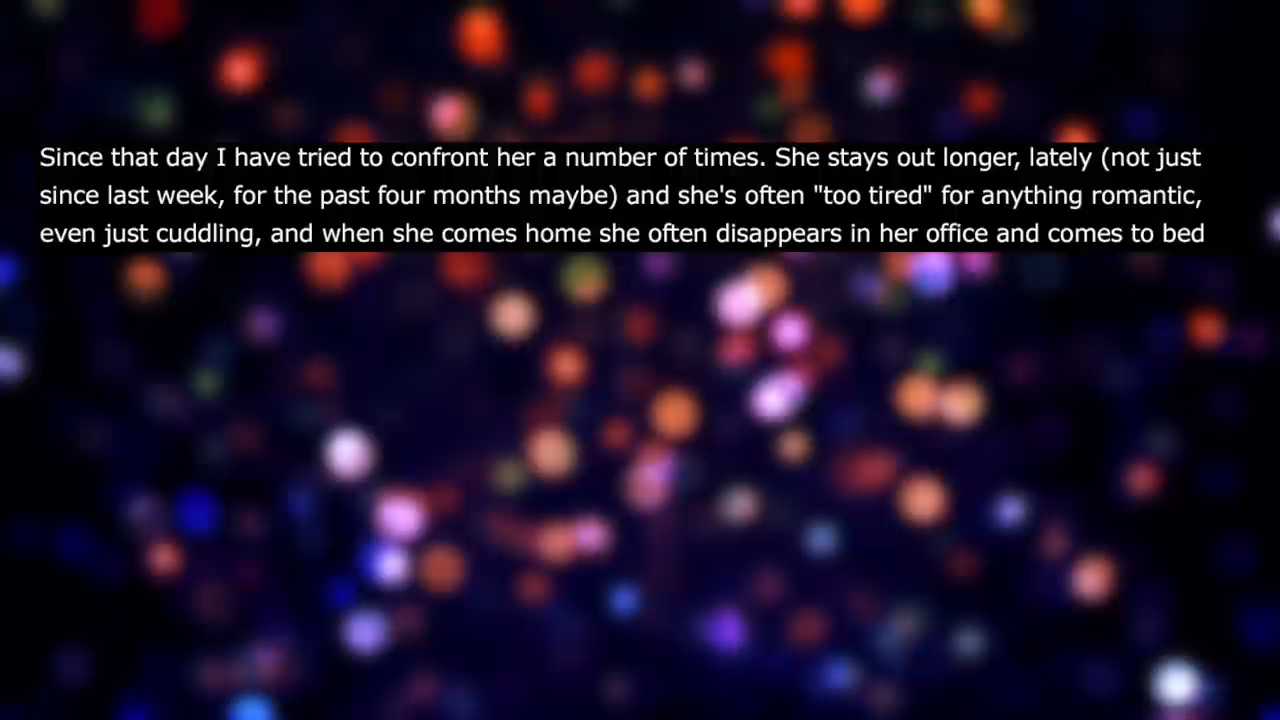 Since that day I have tried to confront her a number of times. She stays out longer, lately (not just
since last week, for the past four months maybe) and she's often "too tired" for anything romantic,
even just cuddling, and when she comes home she often disappears in her office and comes to bed